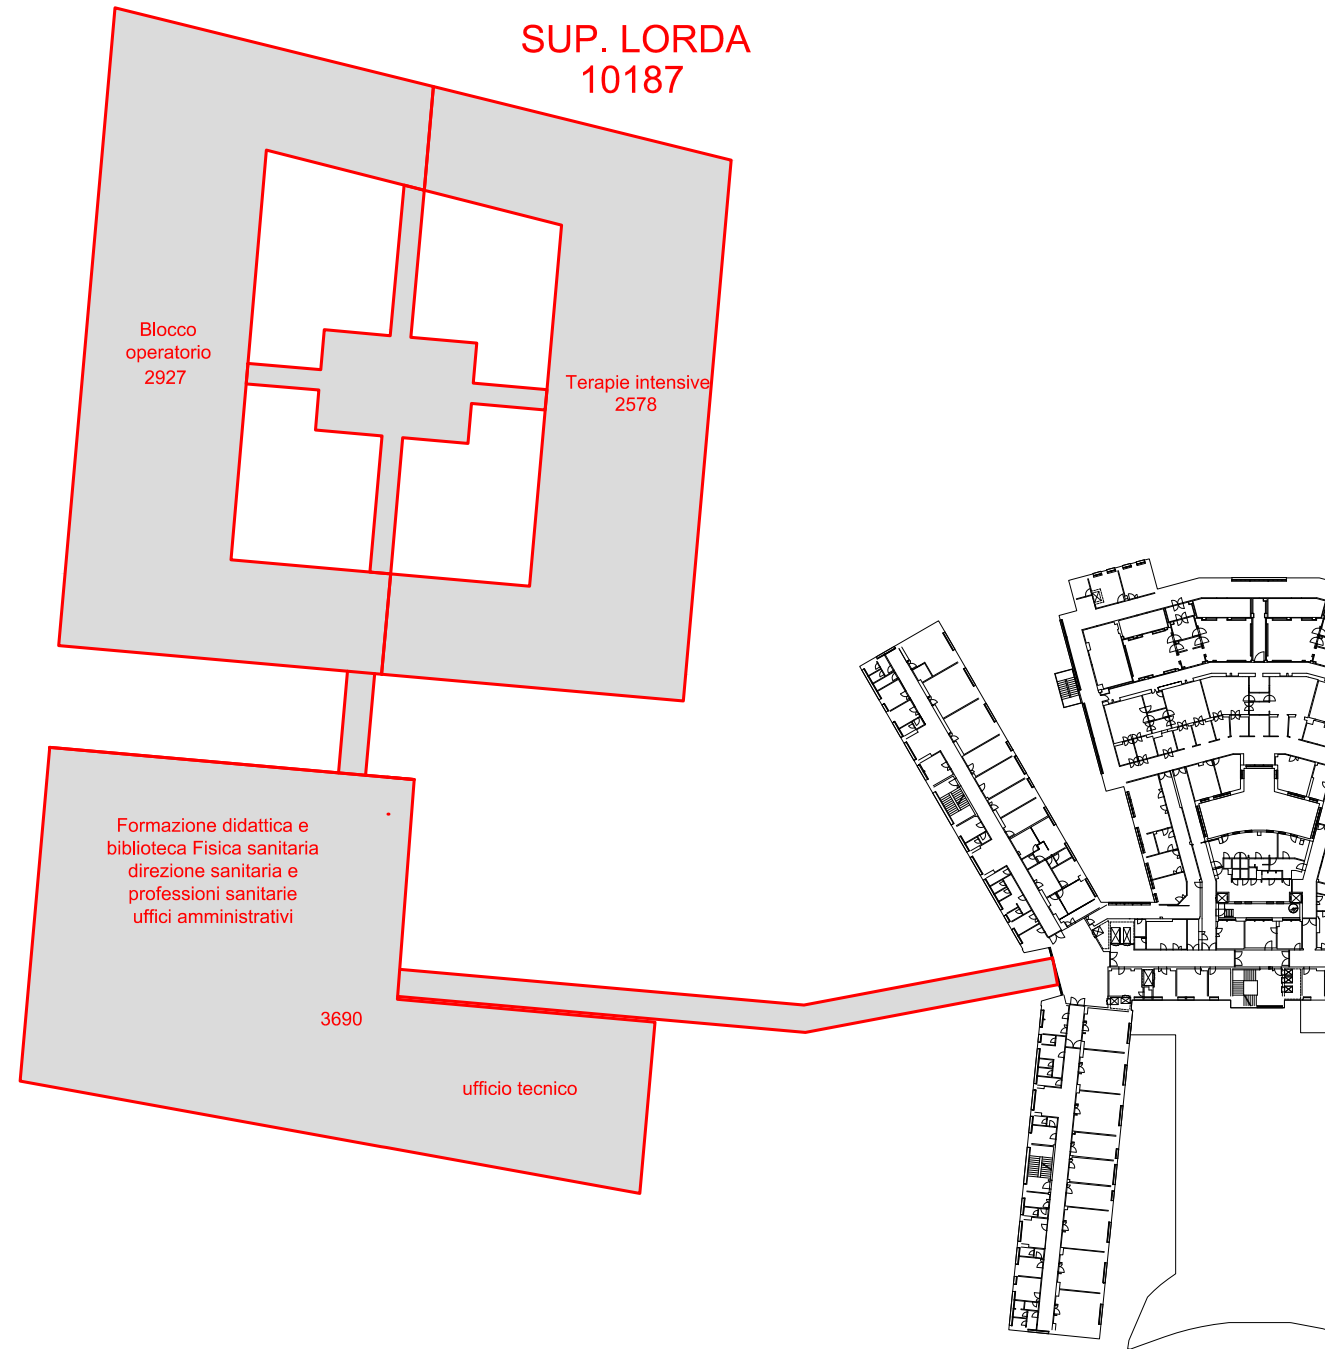 SUP. LORDA
10187
Blocco
operatorio
2927
Terapie intensive
2578
Formazione didattica e
biblioteca Fisica sanitaria
direzione sanitaria e
professioni sanitarie
uffici amministrativi
3690
ufficio tecnico